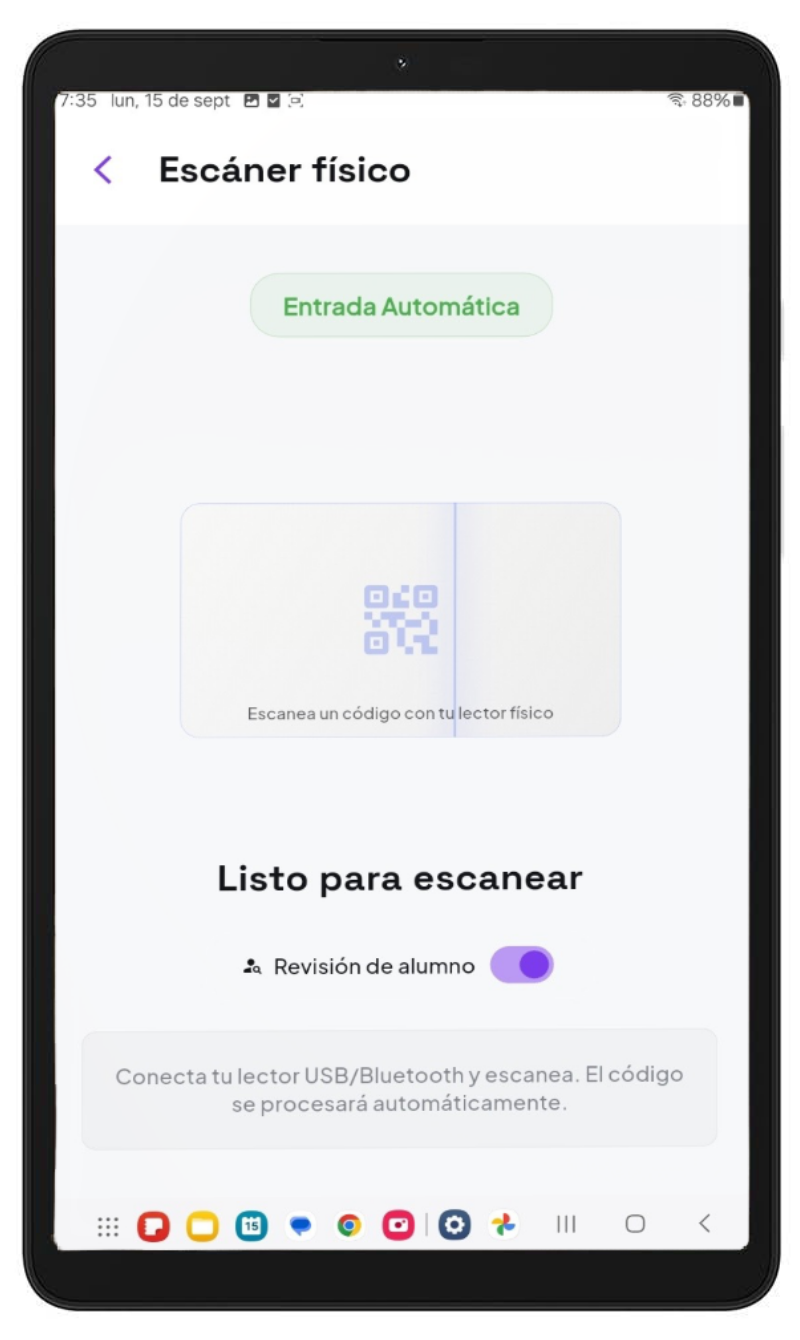 7:35 lun, 15 de sept 88%
Escáner físico
Entrada Automática
Escanea un código con tu lector físico
Listo para escanear
Revisión de alumno
Conecta tu lector USB/Bluetooth y escanea. El código
se procesará automáticamente.
15